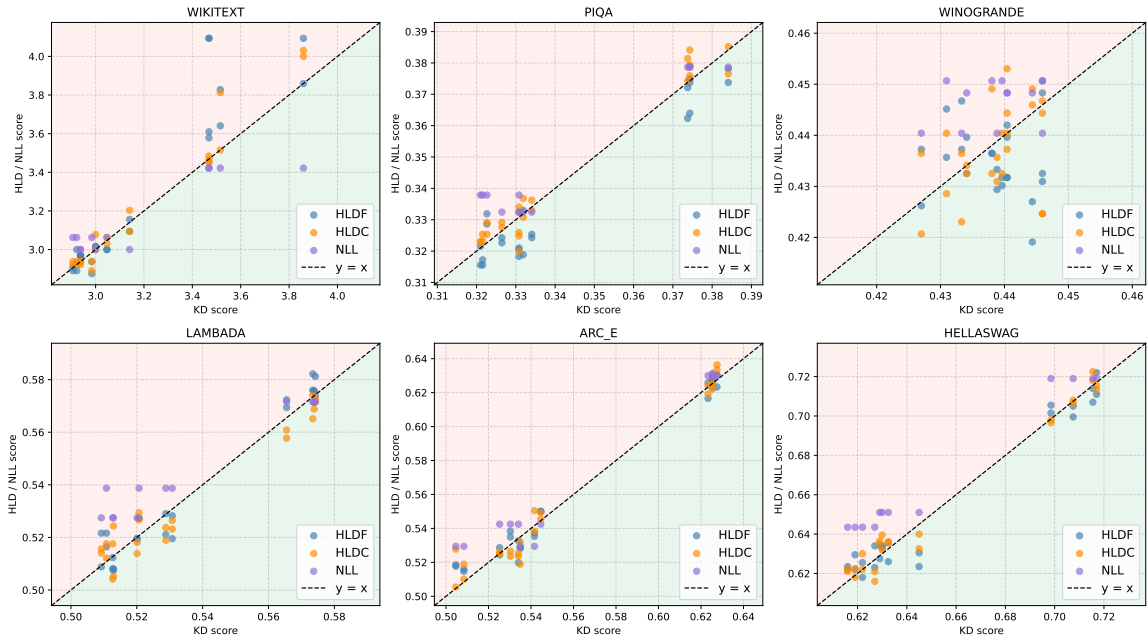 WIKITEXT
HLD / NLL score
4.0
3.8
3.6
3.4
3.2
3.0
3.0 3.2 3.4 3.6 3.8 4.0
KD score
HLDF
HLDC
NLL
y = x
PIQA
0.39
0.38
0.37
0.36
0.35
0.34
0.33
0.32
0.31
0.31 0.32 0.33 0.34 0.35 0.36 0.37 0.38 0.39
KD score
HLDF
HLDC
NLL
y = x
WINOGRANDE
HLD / NLL score
0.46
0.45
0.44
0.43
0.42
0.42 0.43 0.44 0.45 0.46
KD score
HLDF
HLDC
NLL
y = x
LAMBADA
HLD / NLL score
0.58
0.56
0.54
0.52
0.50
0.50 0.52 0.54 0.56 0.58
KD score
HLDF
HLDC
NLL
y = x
ARC_E
HLD / NLL score
0.64
0.62
0.60
0.58
0.56
0.54
0.52
0.50
0.50 0.52 0.54 0.56 0.58 0.60 0.62 0.64
KD score
HLDF
HLDC
NLL
y = x
HELLASWAG
HLD / NLL score
0.72
0.70
0.68
0.66
0.64
0.62
0.62 0.64 0.66 0.68 0.70 0.72
KD score
HLDF
HLDC
NLL
y = x